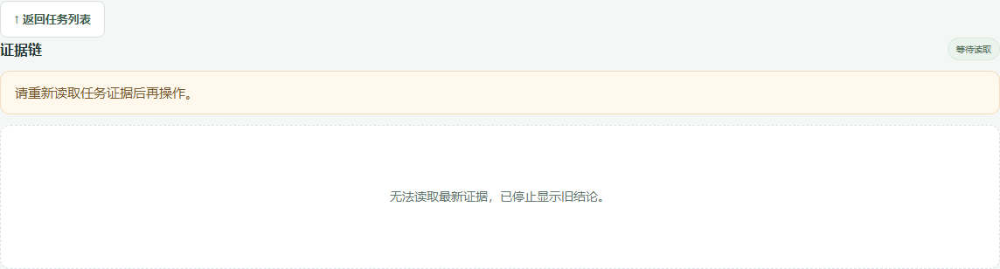 ↑ 返回任务列表
证据链
等待读取
请重新读取任务证据后再操作。
无法读取最新证据，已停止显示旧结论。